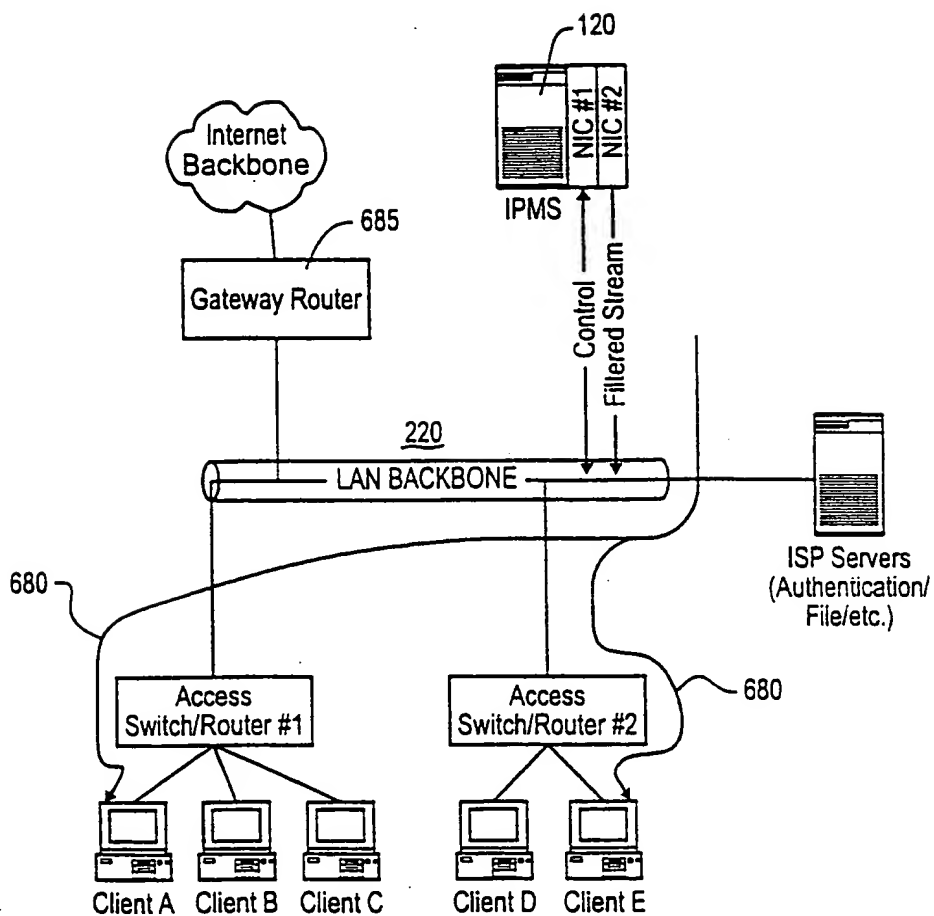 120
NIC #1
NIC #2
IPMS
Internet
Backbone
685
Gateway Router
Control
Filtered Stream
220
LAN BACKBONE
ISP Servers
(Authentication/
File/etc.)
680
680
Access
Switch/Router #1
Access
Switch/Router #2
Client A
Client B
Client C
Client D
Client E